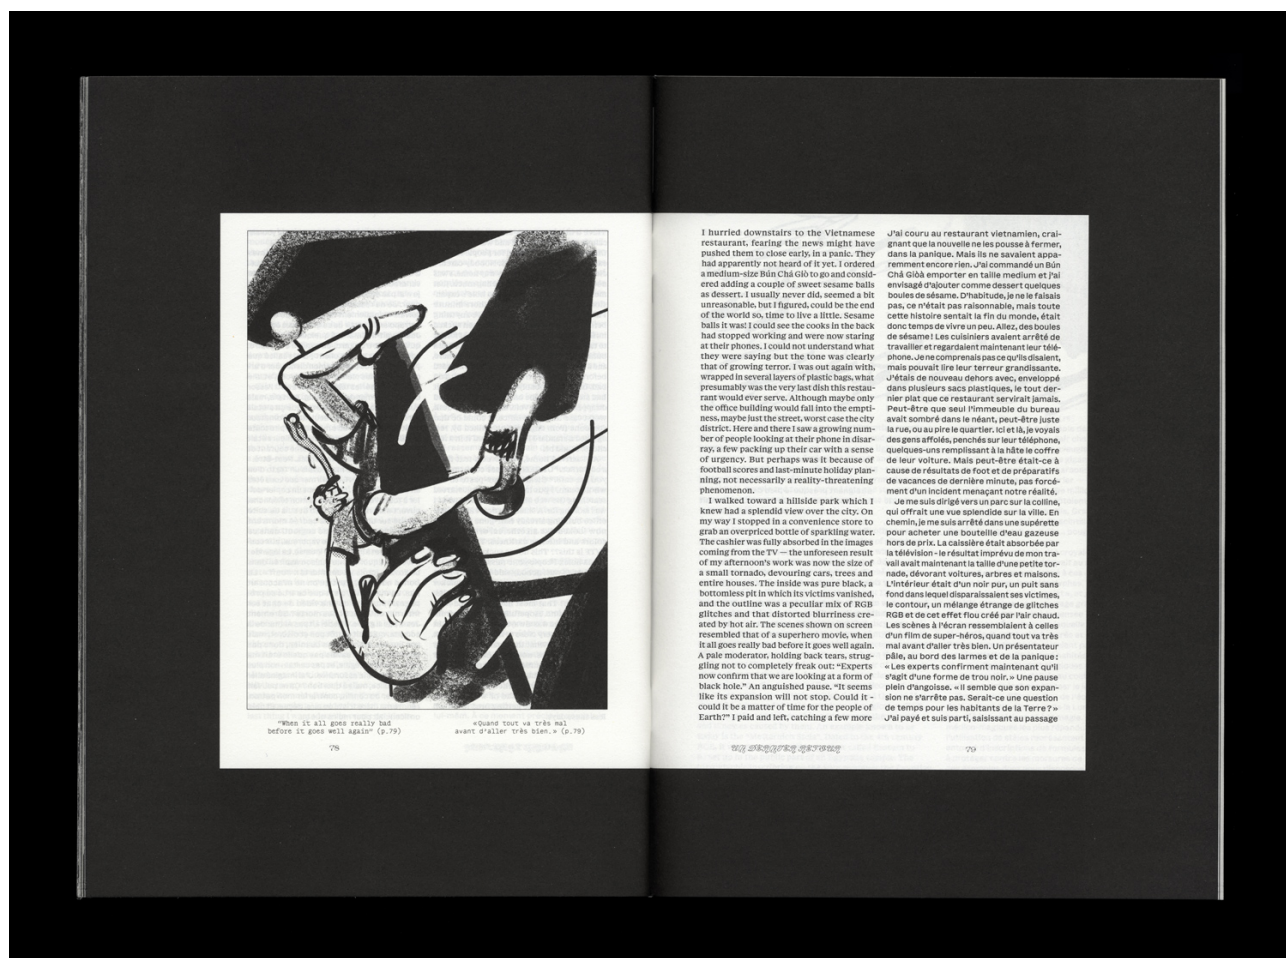 "When it all goes really bad
before it goes well again" (p.79)
«Quand tout va très mal
avant d'aller très bien.» (p.79)
78
I hurried downstairs to the Vietnamese
restaurant, fearing the news might have
pushed them to close early, in a panic. They
had apparently not heard of it yet. I ordered
a medium-size Bún Chá Giò to go and consid-
ered adding a couple of sweet sesame balls
as dessert. I usually never did, seemed a bit
unreasonable, but I figured, could be the end
of the world so, time to live a little. Sesame
balls it was! I could see the cooks in the back
had stopped working and were now staring
at their phones. I could not understand what
they were saying but the tone was clearly
that of growing terror. I was out again with,
wrapped in several layers of plastic bags, what
presumably was the very last dish this restau-
rant would ever serve. Although maybe only
the office building would fall into the empti-
ness, maybe just the street, worst case the city
district. Here and there I saw a growing num-
ber of people looking at their phone in disar-
ray, a few packing up their car with a sense
of urgency. But perhaps was it because of
football scores and last-minute holiday plan-
ning, not necessarily a reality-threatening
phenomenon.
I walked toward a hillside park which I
knew had a splendid view over the city. On
my way I stopped in a convenience store to
grab an overpriced bottle of sparkling water.
The cashier was fully absorbed in the images
coming from the TV — the unforeseen result
of my afternoon's work was now the size of
a small tornado, devouring cars, trees and
entire houses. The inside was pure black, a
bottomless pit in which its victims vanished,
and the outline was a peculiar mix of RGB
glitches and that distorted blurriness cre-
ated by hot air. The scenes shown on screen
resembled that of a superhero movie, when
it all goes really bad before it goes well again.
A pale moderator, holding back tears, strug-
gling not to completely freak out: "Experts
now confirm that we are looking at a form of
black hole." An anguished pause. "It seems
like its expansion will not stop. Could it -
could it be a matter of time for the people of
Earth?" I paid and left, catching a few more
J'ai couru au restaurant vietnamien, crai-
gnant que la nouvelle ne les pousse à fermer,
dans la panique. Mais ils ne savaient appa-
remment encore rien. J'ai commandé un Bún
Chá Giòà emporter en taille medium et j'ai
envisagé d'ajouter comme dessert quelques
boules de sésame. D'habitude, je ne le faisais
pas, ce n'était pas raisonnable, mais toute
cette histoire sentait la fin du monde, était
donc temps de vivre un peu. Allez, des boules
de sésame! Les cuisiniers avaient arrêté de
travailler et regardaient maintenant leur télé-
phone. Je ne comprenais pas ce qu'ils disaient,
mais pouvait lire leur terreur grandissante.
J'étais de nouveau dehors avec, enveloppé
dans plusieurs sacs plastiques, le tout der-
nier plat que ce restaurant servirait jamais.
Peut-être que seul l'immeuble du bureau
avait sombré dans le néant, peut-être juste
la rue, ou au pire le quartier. Ici et là, je voyais
des gens affolés, penchés sur leur téléphone,
quelques-uns remplissant à la hâte le coffre
de leur voiture. Mais peut-être était-ce à
cause de résultats de foot et de préparatifs
de vacances de dernière minute, pas forcé-
ment d'un incident menaçant notre réalité.
Je me suis dirigé vers un parc sur la colline,
qui offrait une vue splendide sur la ville. En
chemin, je me suis arrêté dans une supérette
pour acheter une bouteille d'eau gazeuse
hors de prix. La caissière était absorbée par
la télévision - le résultat imprévu de mon tra-
vail avait maintenant la taille d'une petite tor-
nade, dévorant voitures, arbres et maisons.
L'intérieur était d'un noir pur, un puit sans
fond dans lequel disparaissaient ses victimes,
le contour, un mélange étrange de glitches
RGB et de cet effet flou créé par l'air chaud.
Les scènes à l'écran ressemblaient à celles
d'un film de super-héros, quand tout va très
mal avant d'aller très bien. Un présentateur
pâle, au bord des larmes et de la panique:
«Les experts confirment maintenant qu'il
s'agit d'une forme de trou noir.» Une pause
plein d'angoisse. «Il semble que son expan-
sion ne s'arrête pas. Serait-ce une question
de temps pour les habitants de la Terre?»
J'ai payé et suis parti, saisissant au passage
UN DERNIER RETOUR
79